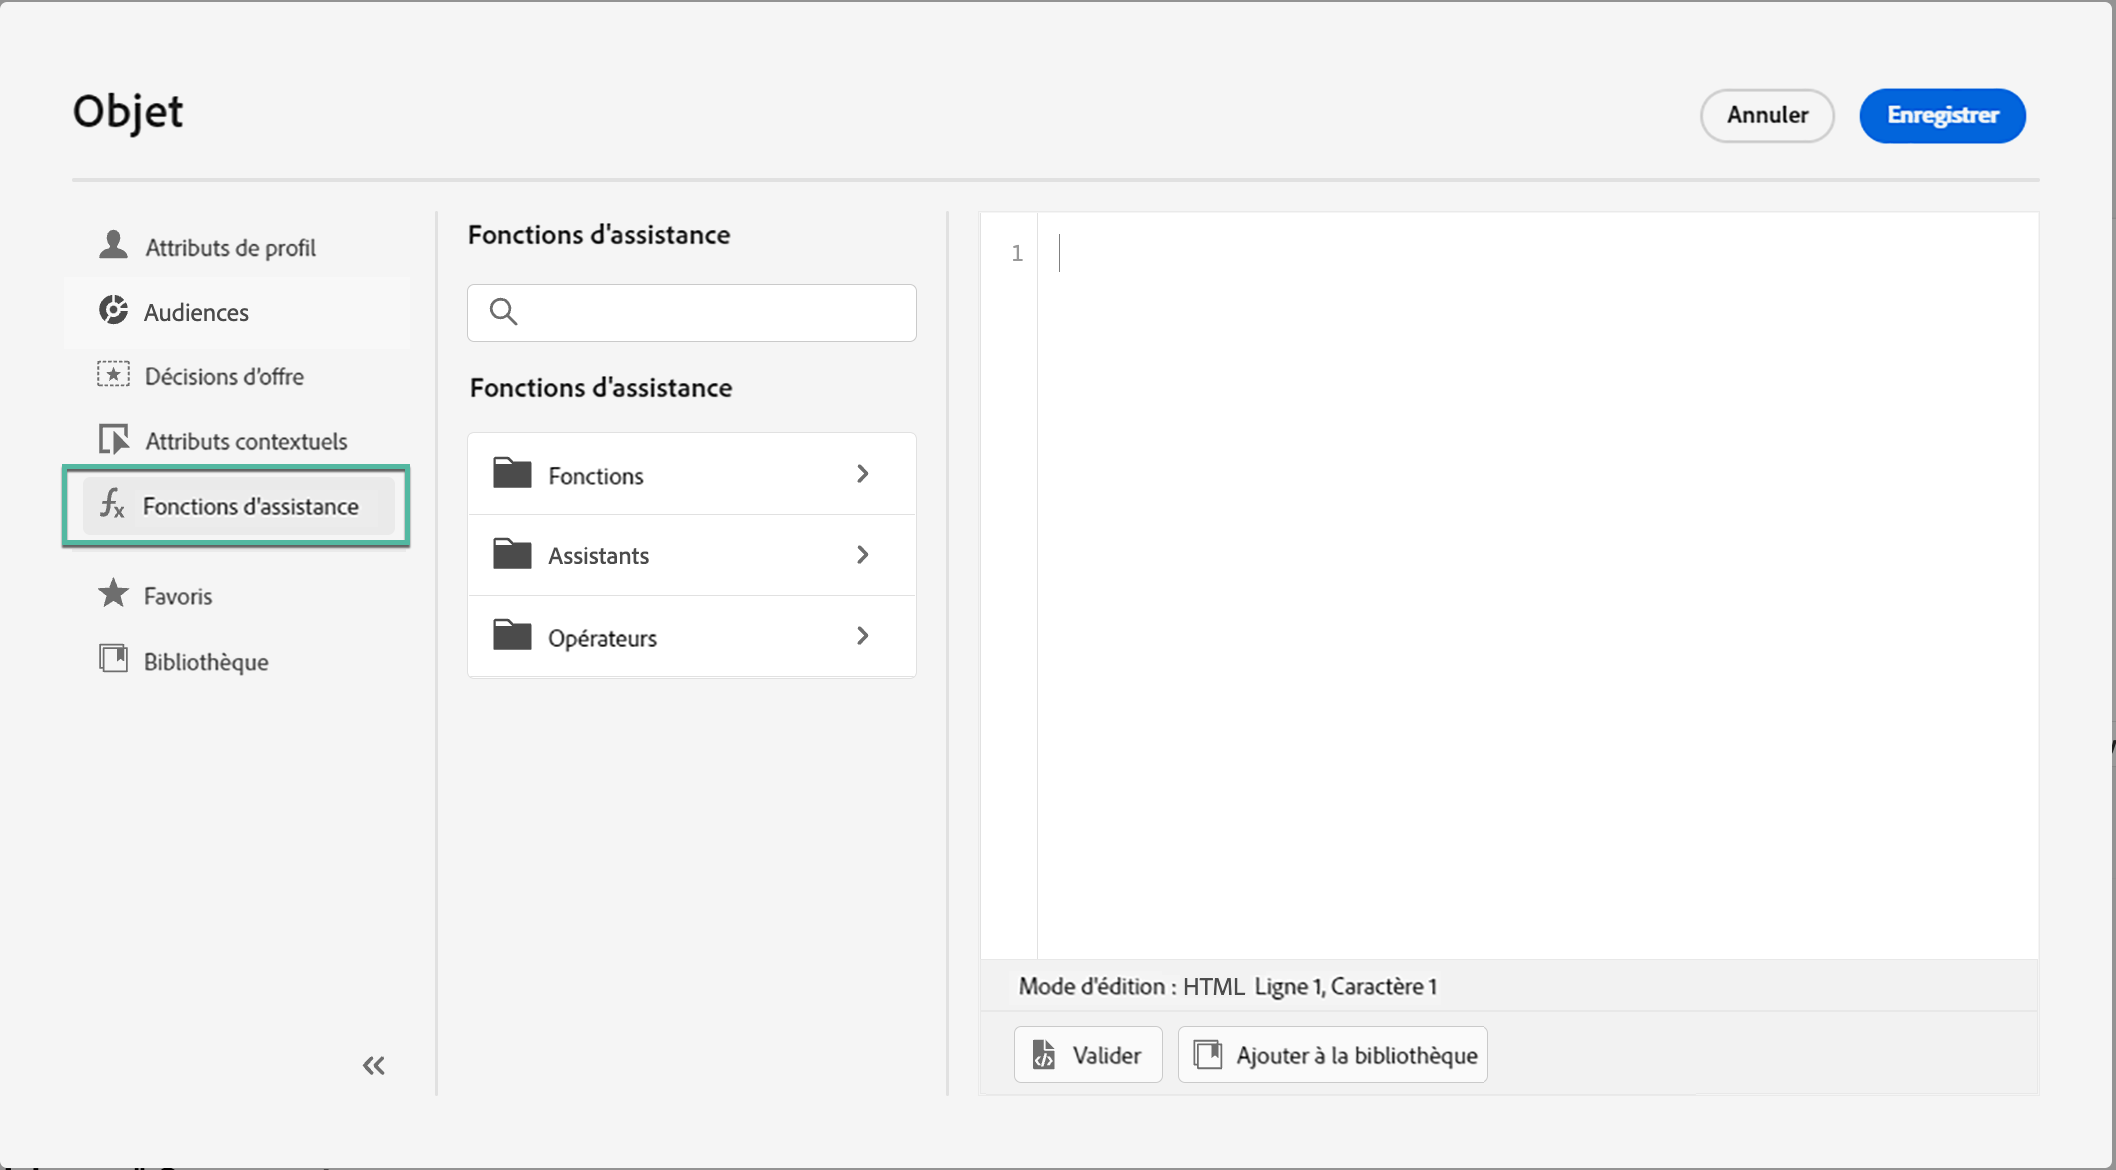 Objet
Annuler
Enregistrer
Attributs de profil
Audiences
Décisions d'offre
Attributs contextuels
Fonctions d'assistance
Favoris
Bibliothèque
Fonctions d'assistance
Fonctions d'assistance
Fonctions
Assistants
Opérateurs
1
Mode d'édition : HTML Ligne 1, Caractère 1
Valider
Ajouter à la bibliothèque